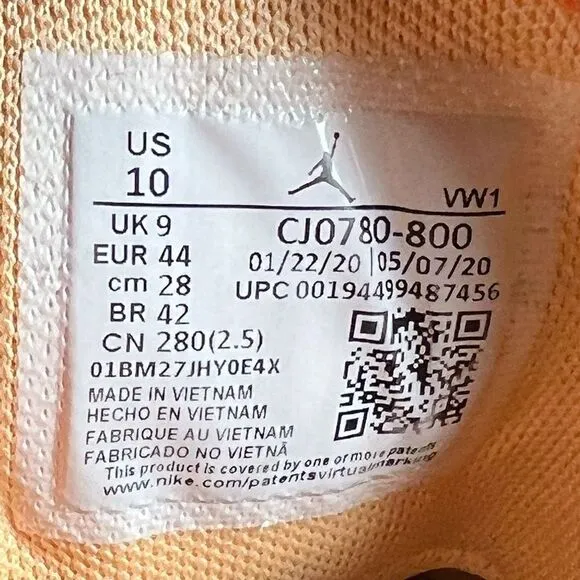 US
10
VW1
UK 9
EUR 44
cm 28
BR 42
CN 280(2.5)
CJ0780-800
01/22/20 | 05/07/20
UPC 00194499487456
01BM27JHY0E4X
MADE IN VIETNAM
HECHO EN VIETNAM
FABRIQUE AU VIETNAM
FABRICADO NO VIETNÃ
This product is covered by one or more patents
www.nike.com/patentsvirtualmarking